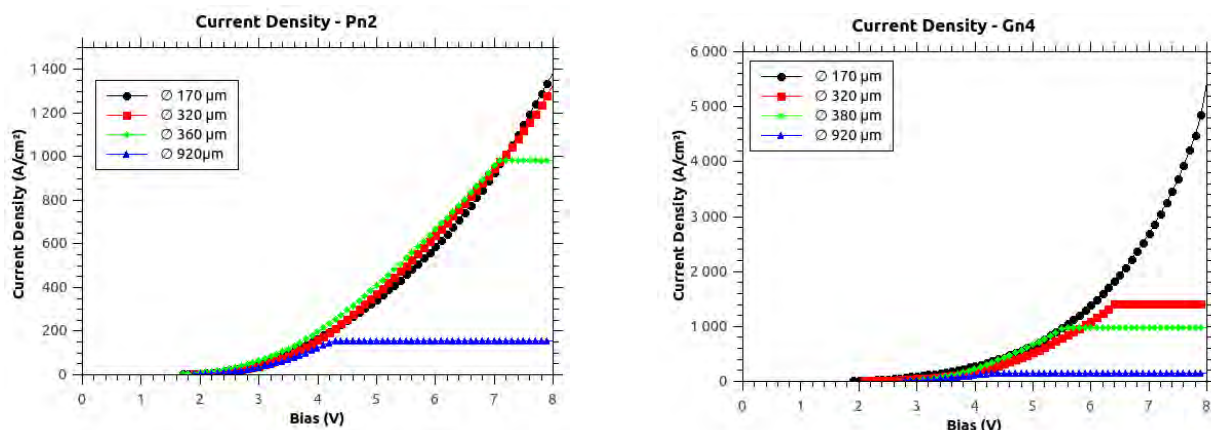 Current Density - Pn2
Current Density (A/cm²)
1 400
1 200
1 000
800
600
400
200
0
∅ 170 µm
∅ 320 µm
∅ 360 µm
∅ 920µm
0 1 2 3 4 5 6 7 8
Bias (V)
Current Density - Gn4
Current Density (A/cm²)
6 000
5 000
4 000
3 000
2 000
1 000
0
∅ 170 µm
∅ 320 µm
∅ 380 µm
∅ 920 µm
0 1 2 3 4 5 6 7 8
Bias (V)